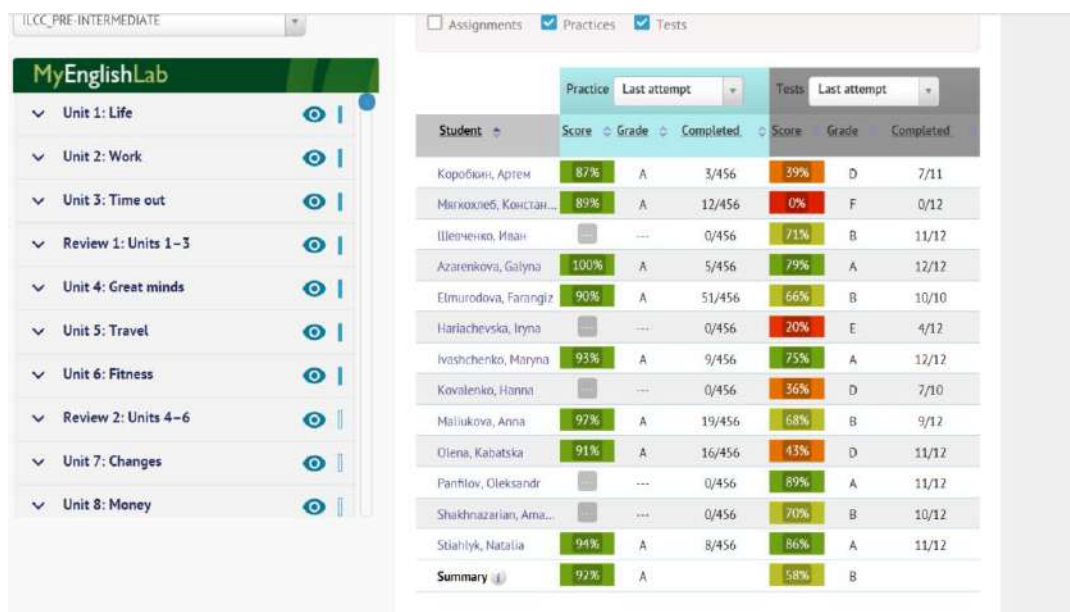 ILCC_PRE-INTERMEDIATE
Assignments Practices Tests
MyEnglishLab
Unit 1: Life
Unit 2: Work
Unit 3: Time out
Review 1: Units 1–3
Unit 4: Great minds
Unit 5: Travel
Unit 6: Fitness
Review 2: Units 4–6
Unit 7: Changes
Unit 8: Money
Practice Last attempt Tests Last attempt
Student Score Grade Completed Score Grade Completed
Коробкин, Артем 87% A 3/456 39% D 7/11
Мягкохлеб, Констан... 89% A 12/456 0% F 0/12
Шевченко, Иван --- --- 0/456 71% B 11/12
Azarenkova, Galyna 100% A 5/456 79% A 12/12
Elmurodova, Farangiz 90% A 51/456 66% B 10/10
Hariachevska, Iryna --- --- 0/456 20% E 4/12
Ivashchenko, Maryna 93% A 9/456 75% A 12/12
Kovalenko, Hanna --- --- 0/456 36% D 7/10
Maliukova, Anna 97% A 19/456 68% B 9/12
Olena, Kabatska 91% A 16/456 43% D 11/12
Panfilov, Oleksandr --- --- 0/456 89% A 11/12
Shakhnazarian, Ama... --- --- 0/456 70% B 10/12
Stiahlyk, Natalia 94% A 8/456 86% A 11/12
Summary i 92% A 58% B